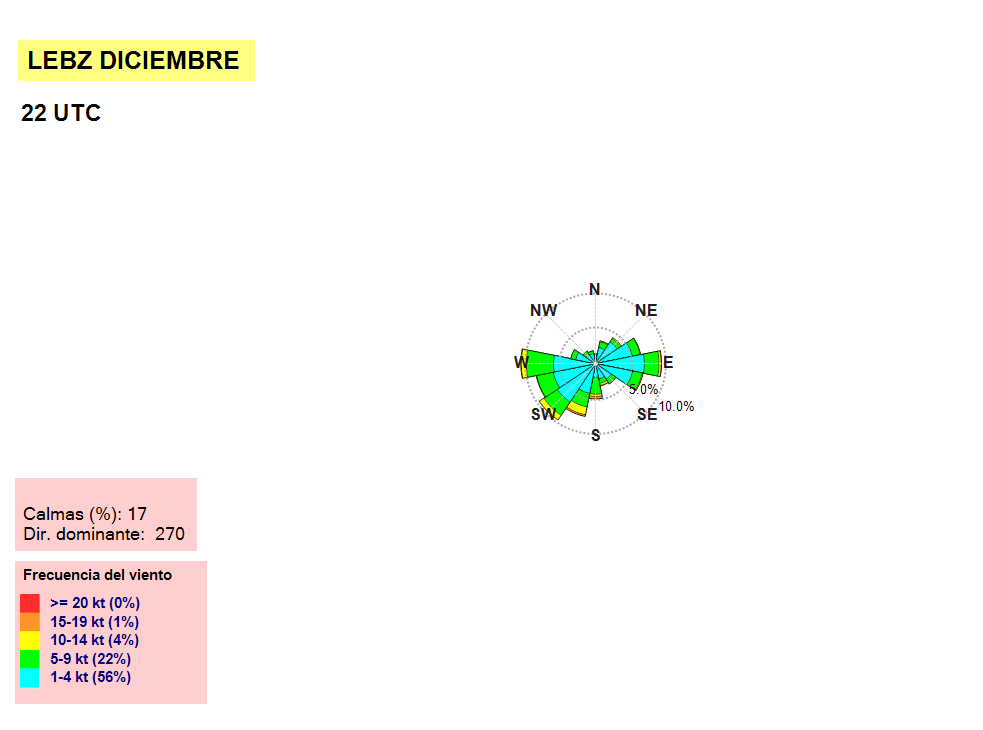 LEBZ DICIEMBRE
22 UTC
N
NW
NE
W
E
5.0%
10.0%
SW
SE
S
Calmas (%): 17
Dir. dominante: 270
Frecuencia del viento
>= 20 kt (0%)
15-19 kt (1%)
10-14 kt (4%)
5-9 kt (22%)
1-4 kt (56%)